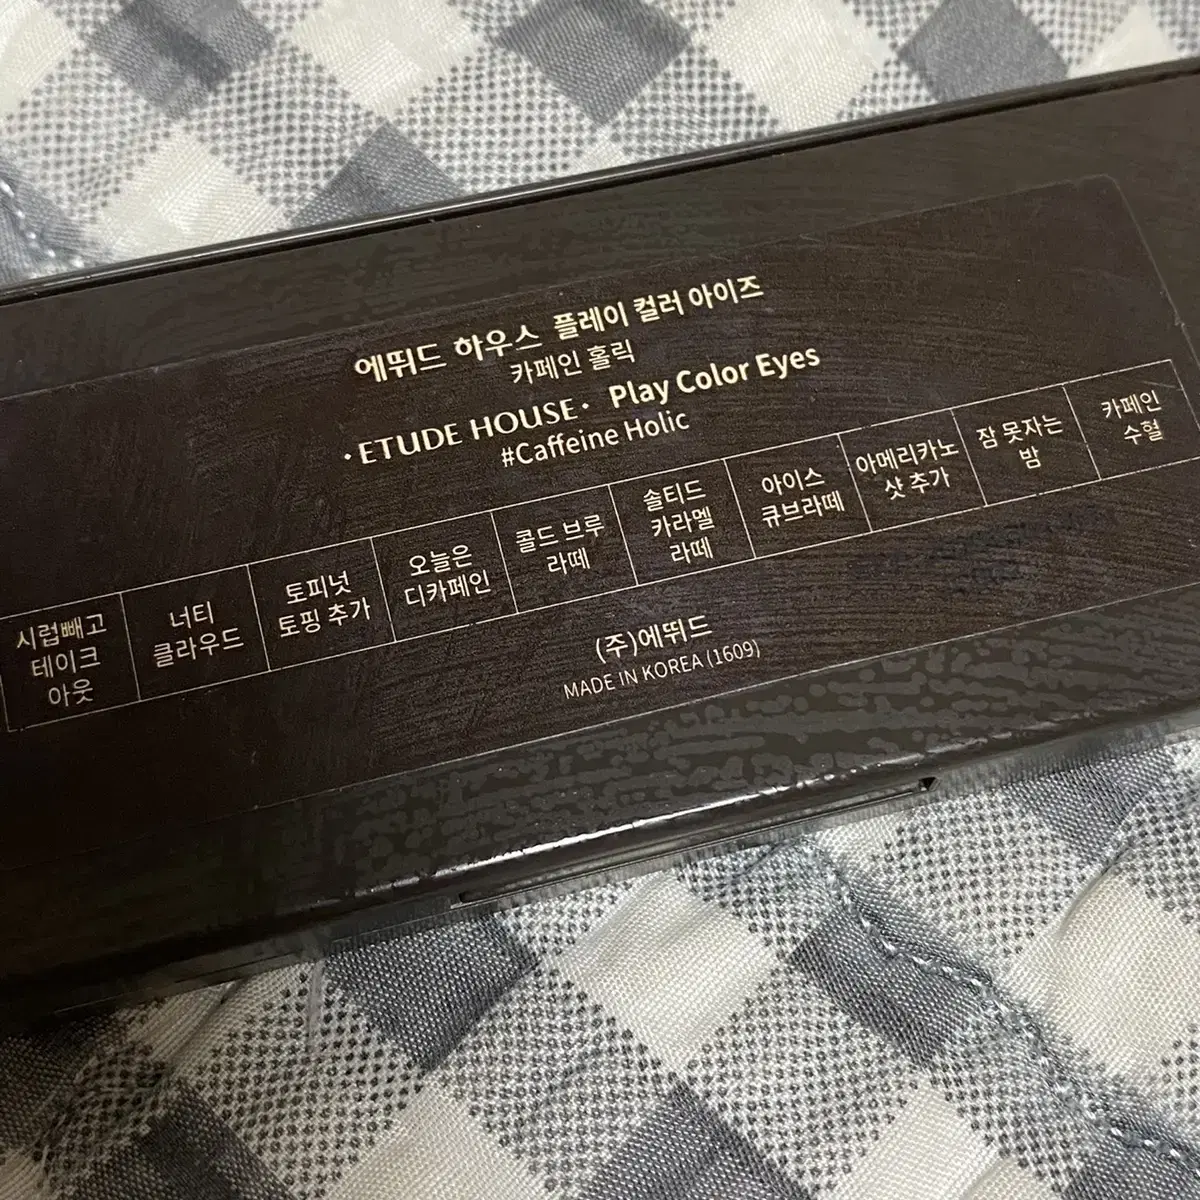 에뛰드 하우스 플레이 컬러 아이즈
카페인 홀릭
·ETUDE HOUSE· Play Color Eyes
#Caffeine Holic
시럽빼고
테이크
아웃
너티
클라우드
토피넛
토핑 추가
오늘은
디카페인
콜드 브루
라떼
솔티드
카라멜
라떼
아이스
큐브라떼
아메리카노
샷 추가
잠 못자는
밤
카페인
수혈
(주)에뛰드
MADE IN KOREA (1609)